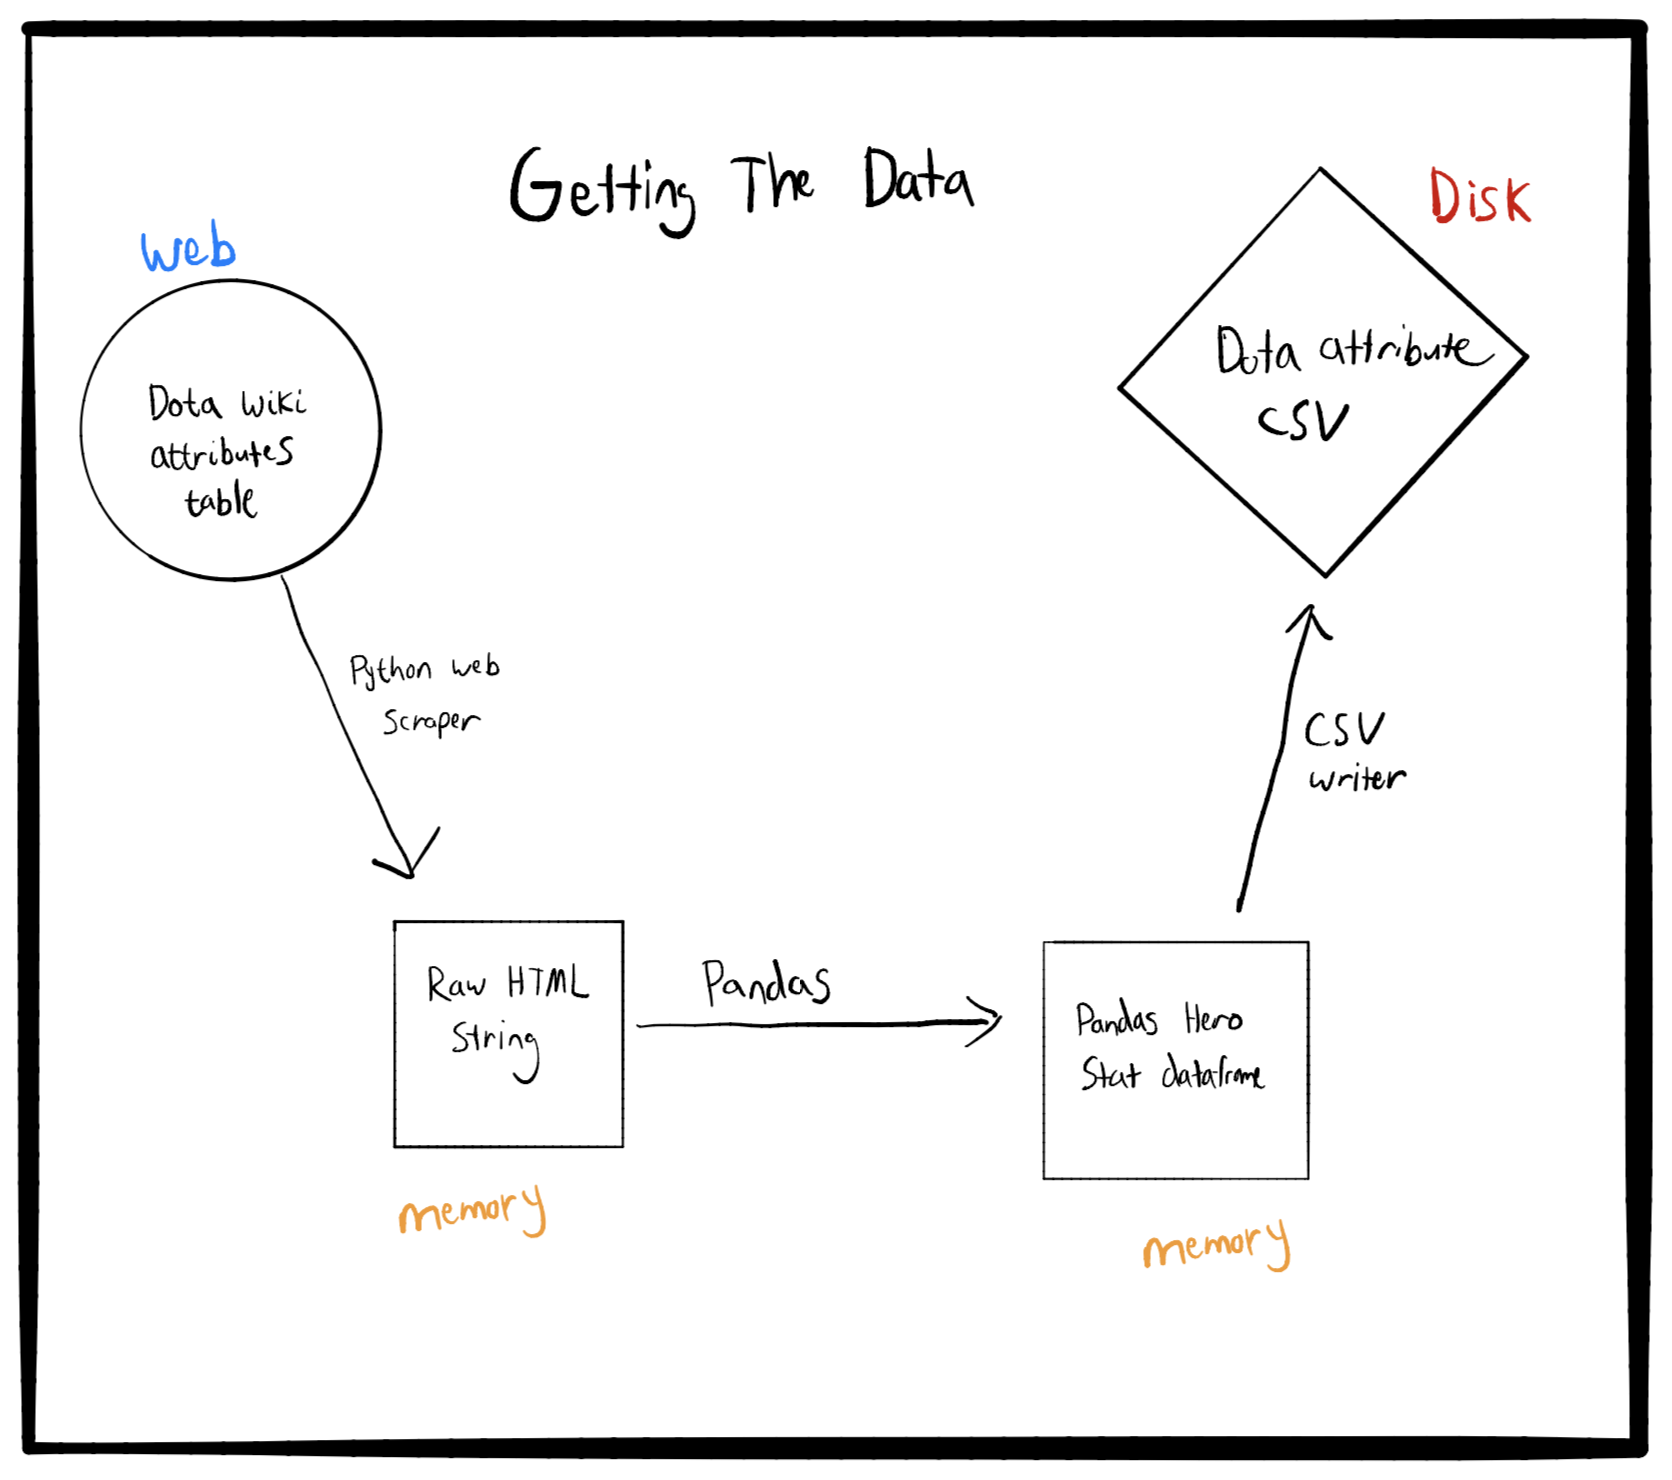 Getting The Data
Web
Dota wiki
attributes
table
Python web
Scraper
Raw HTML
String
memory
Pandas
Pandas Hero
Stat dataframe
memory
CSV
writer
Disk
Dota attribute
CSV